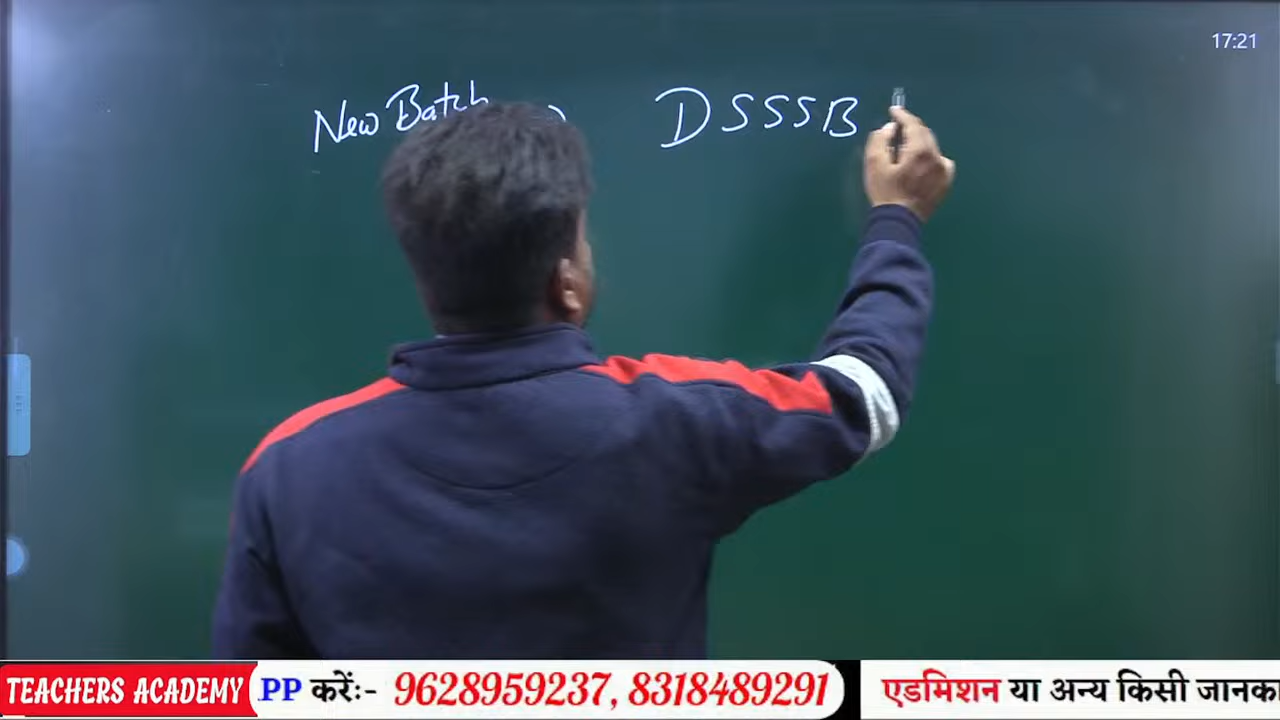 17:21
New Batch DSSSB
TEACHERS ACADEMY PP करेंः- 9628959237, 8318489291 एडमिशन या अन्य किसी जानका